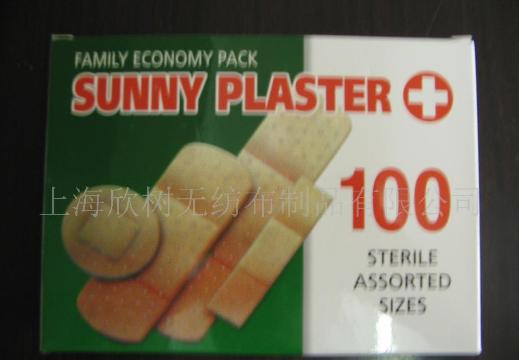 FAMILY ECONOMY PACK
SUNNY PLASTER
100
上海欣树无纺布制品有限公司
STERILE
ASSORTED
SIZES